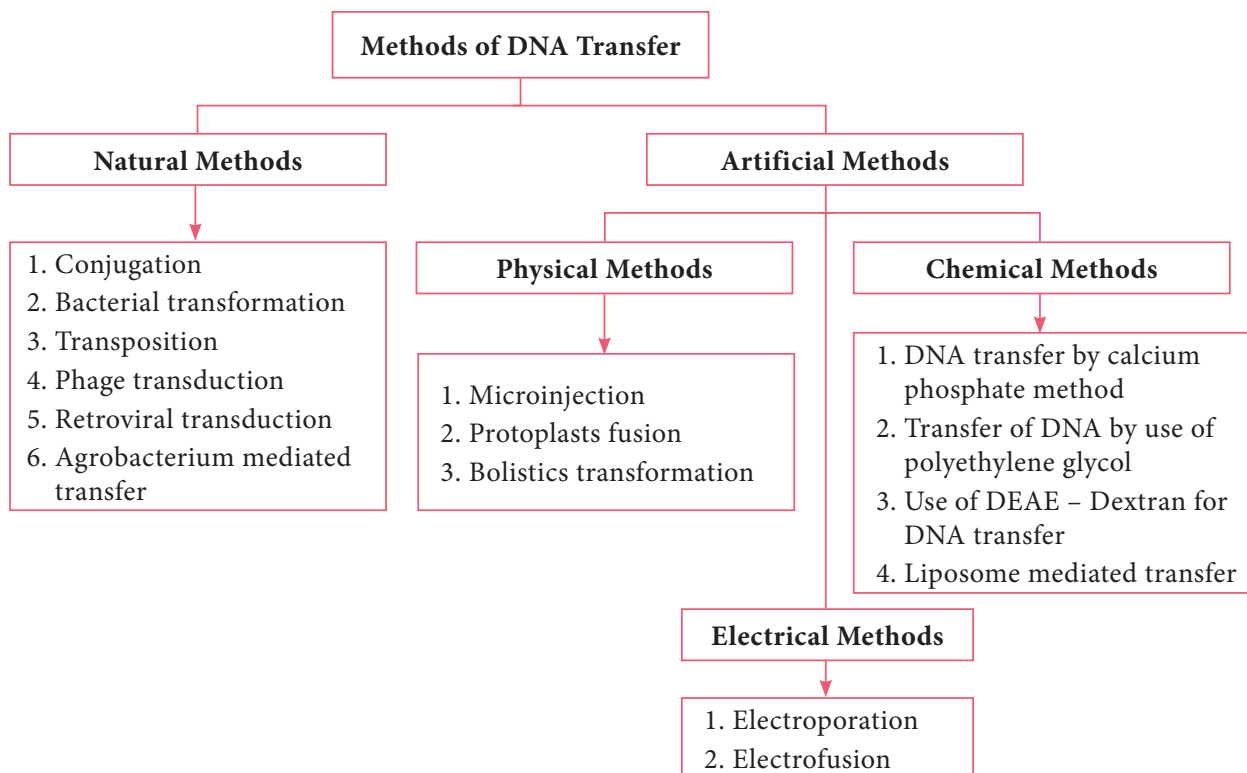 Methods of DNA Transfer
Natural Methods
Artificial Methods
1. Conjugation
2. Bacterial transformation
3. Transposition
4. Phage transduction
5. Retroviral transduction
6. Agrobacterium mediated
transfer
Physical Methods
1. Microinjection
2. Protoplasts fusion
3. Bolistics transformation
Chemical Methods
1. DNA transfer by calcium
phosphate method
2. Transfer of DNA by use of
polyethylene glycol
3. Use of DEAE – Dextran for
DNA transfer
4. Liposome mediated transfer
Electrical Methods
1. Electroporation
2. Electrofusion